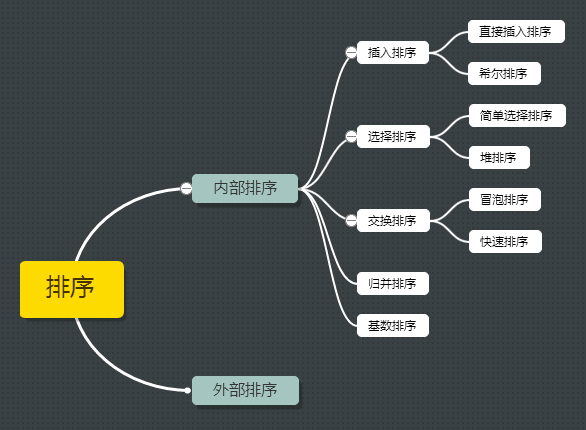 排序
内部排序
插入排序
直接插入排序
希尔排序
选择排序
简单选择排序
堆排序
交换排序
冒泡排序
快速排序
归并排序
基数排序
外部排序